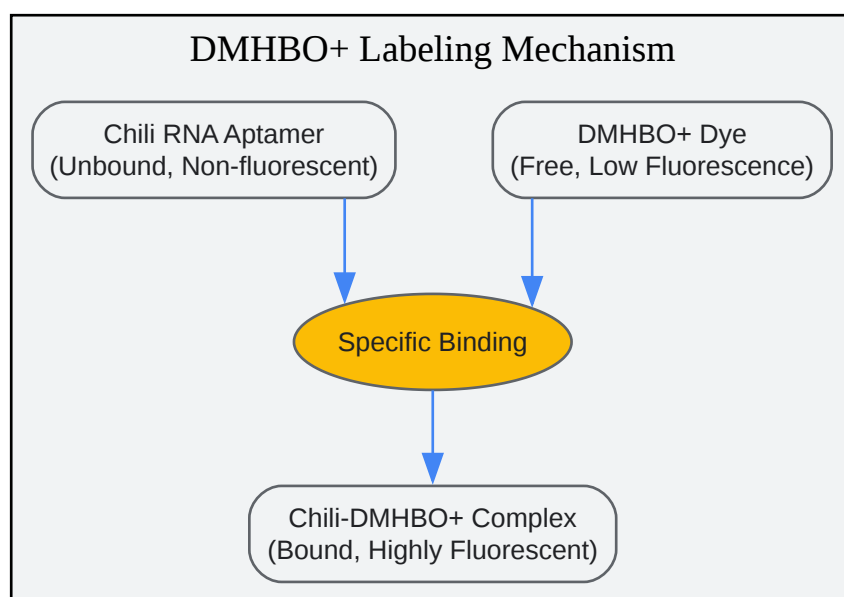 DMHBO+ Labeling Mechanism
Chili RNA Aptamer
(Unbound, Non-fluorescent)
DMHBO+ Dye
(Free, Low Fluorescence)
Specific Binding
Chili-DMHBO+ Complex
(Bound, Highly Fluorescent)